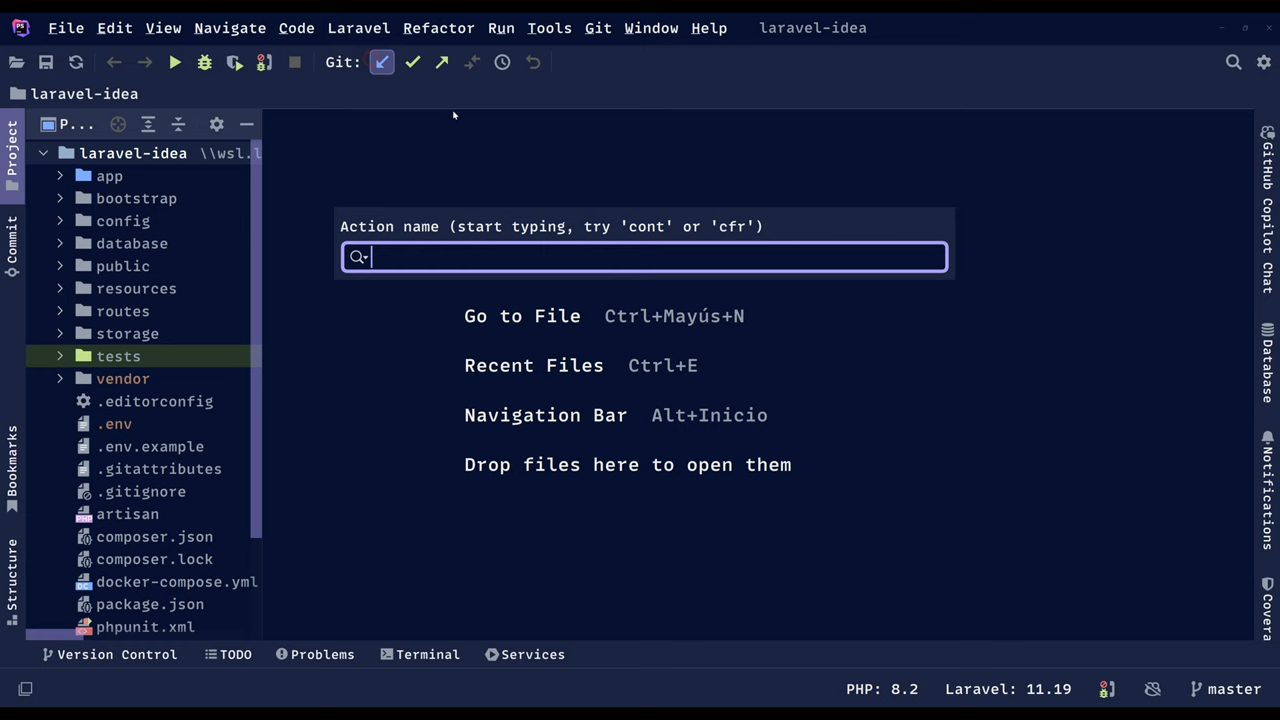 PS File Edit View Navigate Code Laravel Refactor Run Tools Git Window Help laravel-idea
Git:
laravel-idea
P...
laravel-idea \\wsl.l
app
bootstrap
config
database
public
resources
routes
storage
tests
vendor
.editorconfig
.env
.env.example
.gitattributes
.gitignore
artisan
composer.json
composer.lock
docker-compose.yml
package.json
phpunit.xml
Project
Commit
Bookmarks
Structure
Action name (start typing, try 'cont' or 'cfr')
Go to File Ctrl+Mayús+N
Recent Files Ctrl+E
Navigation Bar Alt+Inicio
Drop files here to open them
GitHub Copilot Chat
Database
Notifications
Covera
Version Control TODO Problems Terminal Services
PHP: 8.2 Laravel: 11.19 master